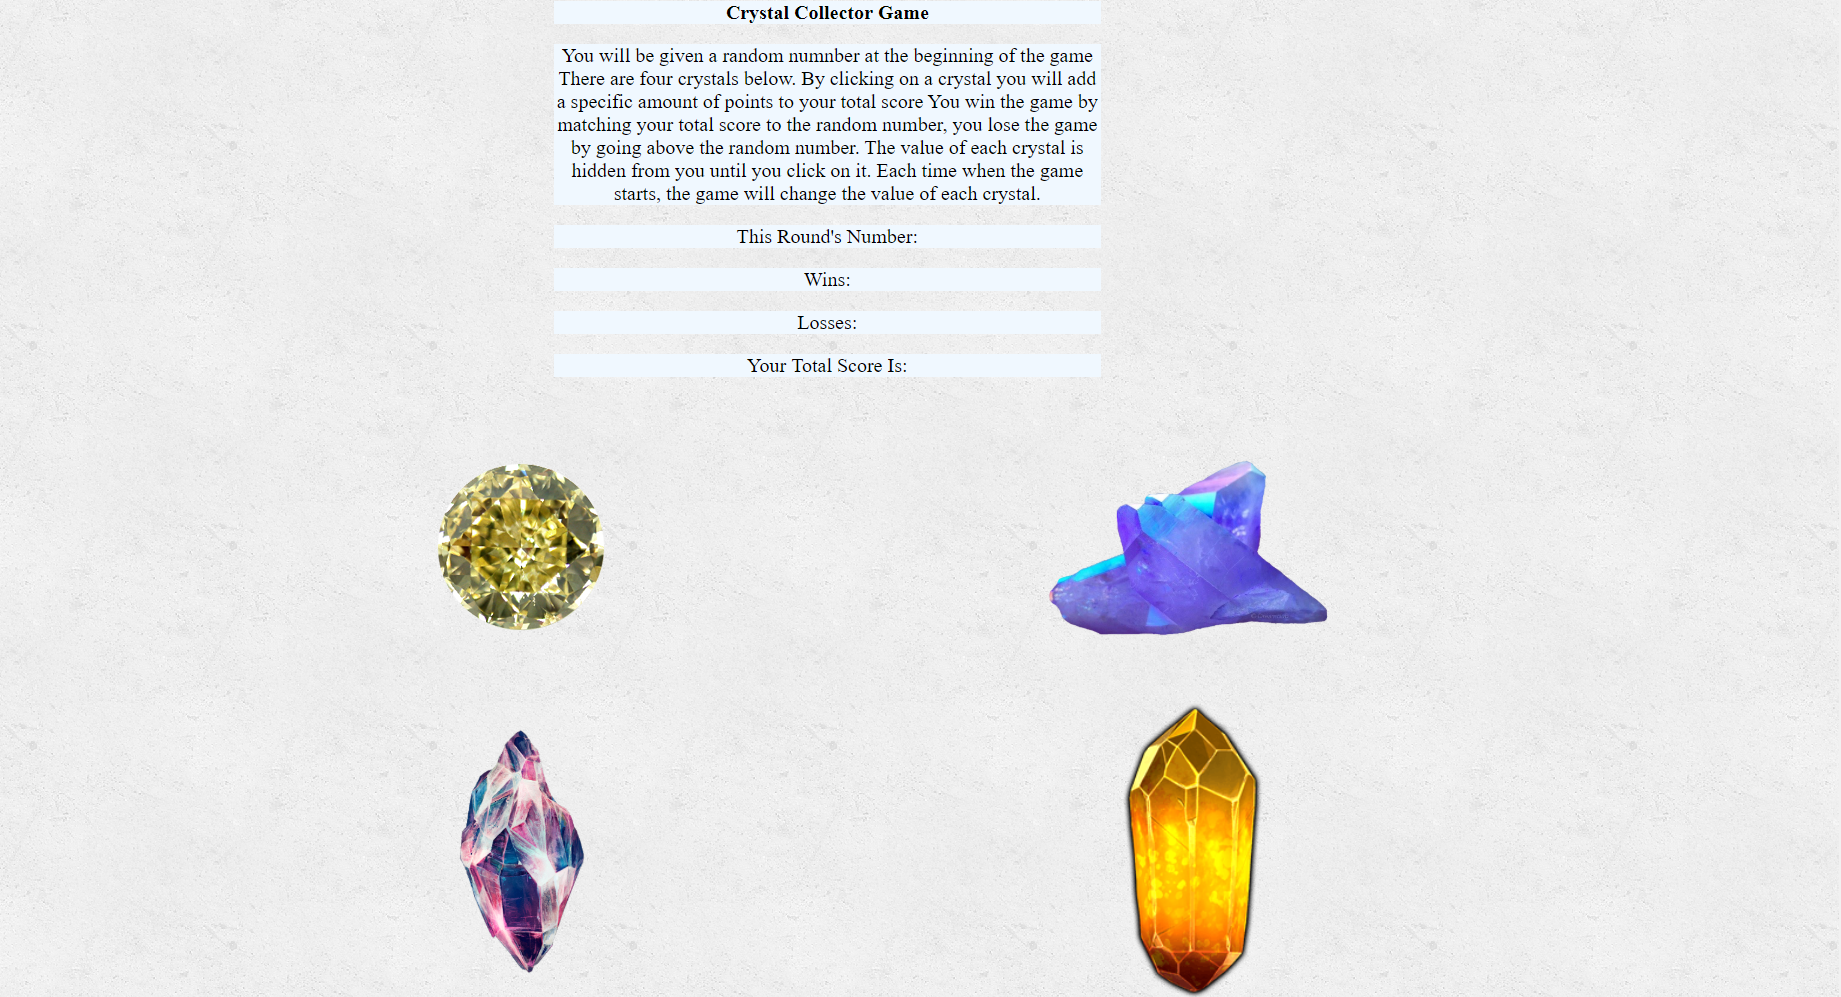 Crystal Collector Game
You will be given a random numnber at the beginning of the game
There are four crystals below. By clicking on a crystal you will add
a specific amount of points to your total score You win the game by
matching your total score to the random number, you lose the game
by going above the random number. The value of each crystal is
hidden from you until you click on it. Each time when the game
starts, the game will change the value of each crystal.
This Round's Number:
Wins:
Losses:
Your Total Score Is: